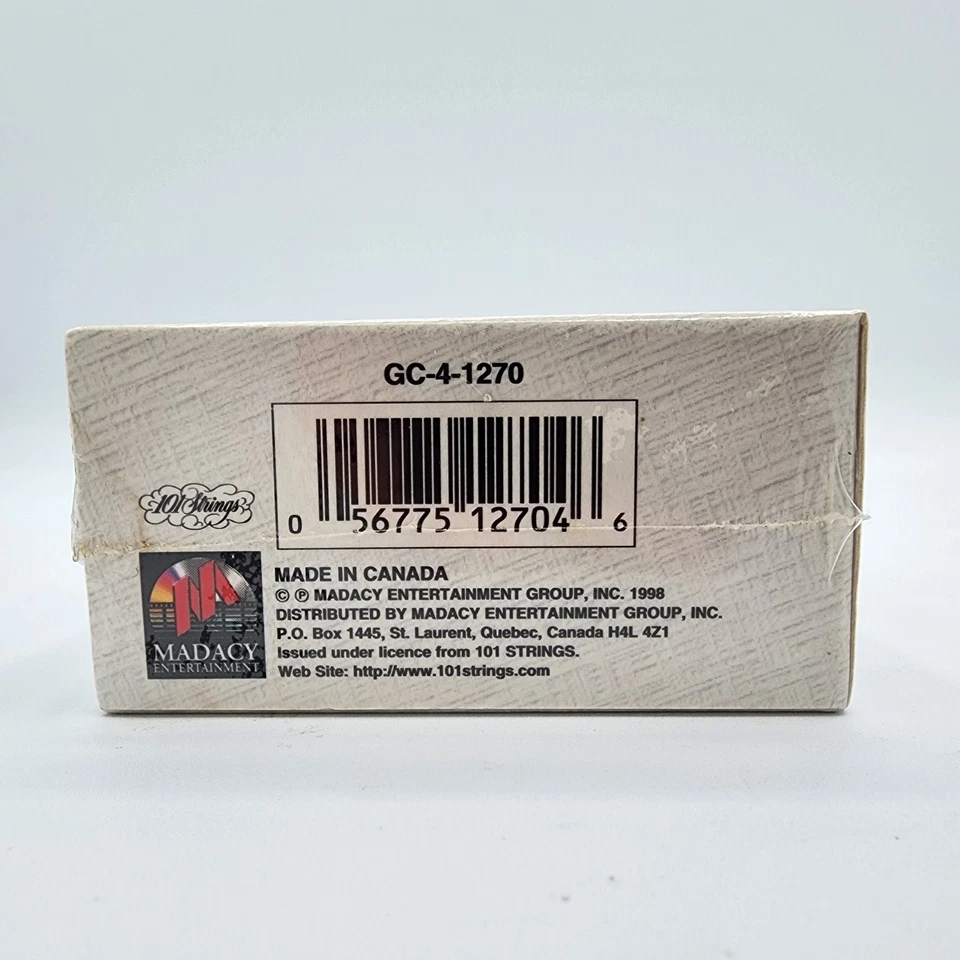 GC-4-1270
0 56775 12704 6
101 Strings
MADE IN CANADA
© ℗ MADACY ENTERTAINMENT GROUP, INC. 1998
DISTRIBUTED BY MADACY ENTERTAINMENT GROUP, INC.
P.O. Box 1445, St. Laurent, Quebec, Canada H4L 4Z1
Issued under licence from 101 STRINGS.
Web Site: http://www.101strings.com
MADACY
ENTERTAINMENT